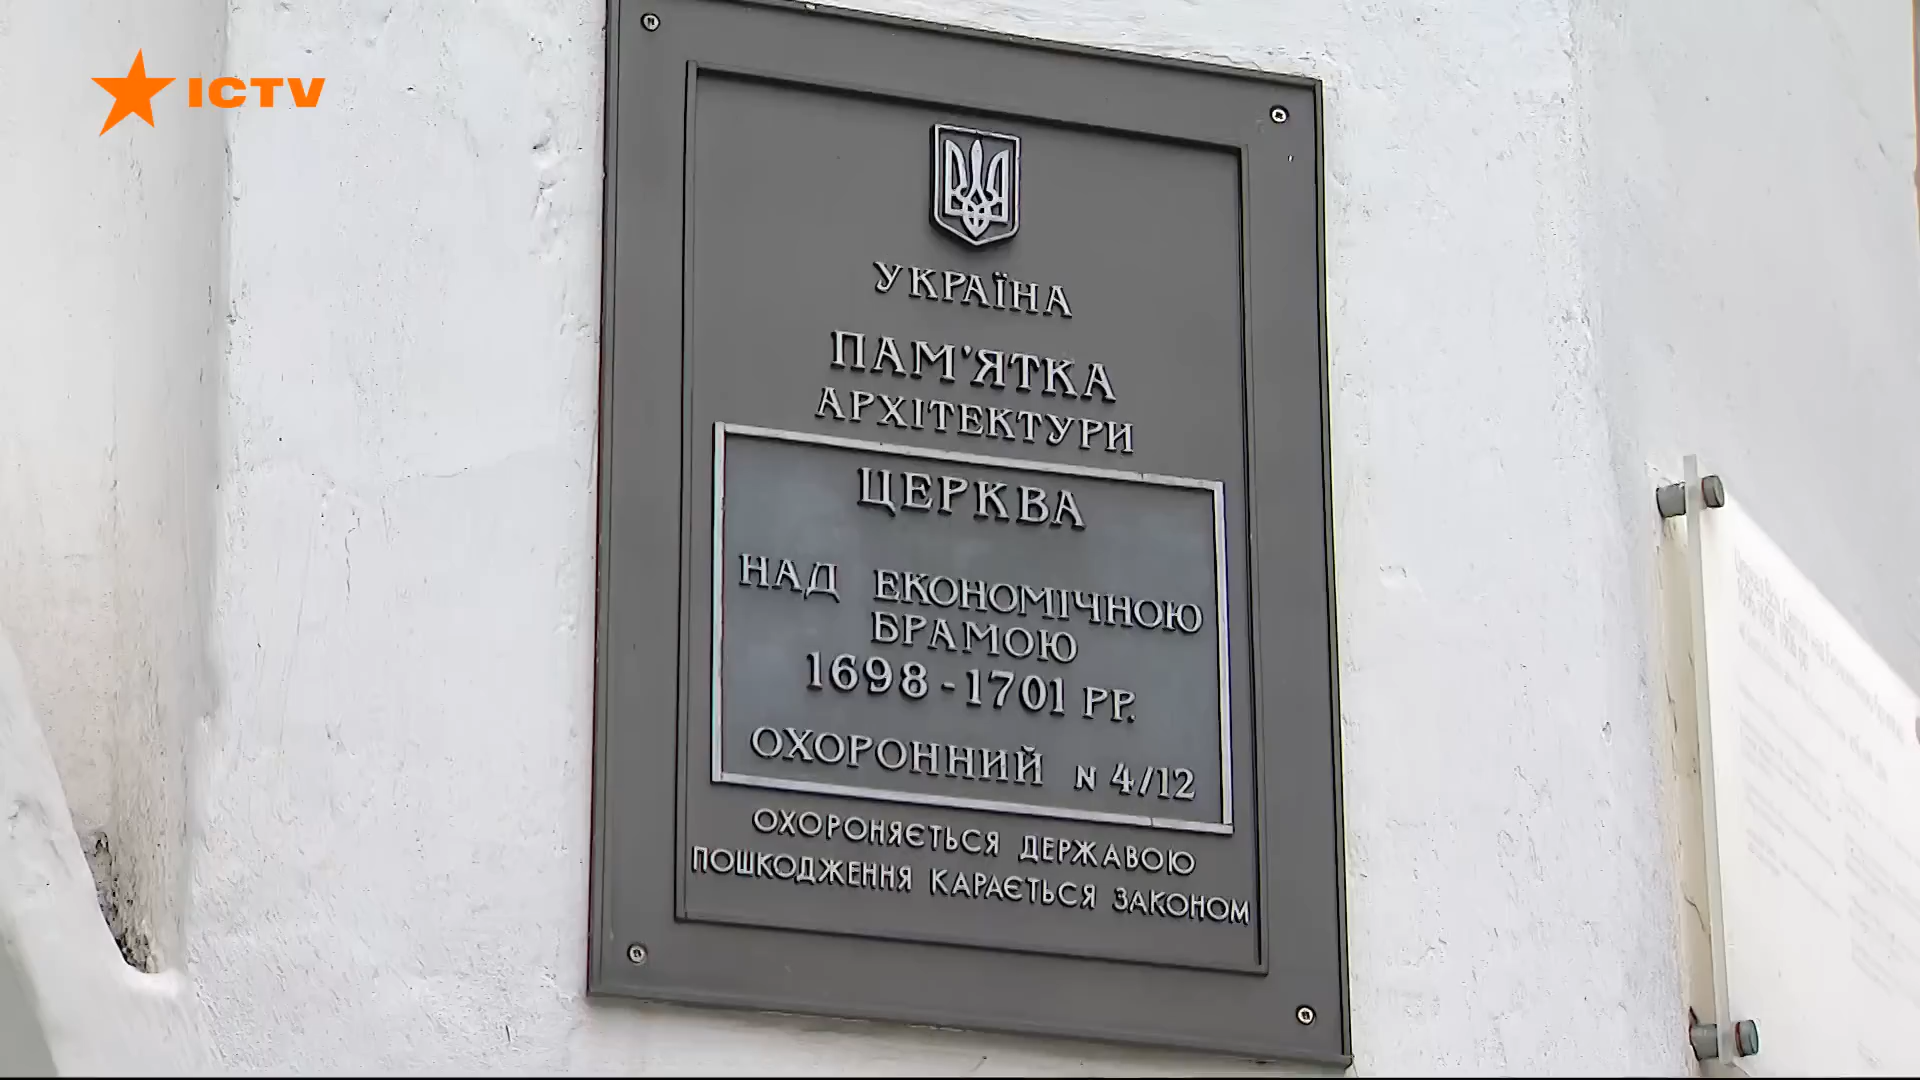 ICTV
УКРАЇНА
ПАМ'ЯТКА
АРХІТЕКТУРИ
ЦЕРКВА
НАД ЕКОНОМІЧНОЮ
БРАМОЮ
1698-1701 РР.
ОХОРОННИЙ N 4/12
ОХОРОНЯЄТЬСЯ ДЕРЖАВОЮ
ПОШКОДЖЕННЯ КАРАЄТЬСЯ ЗАКОНОМ